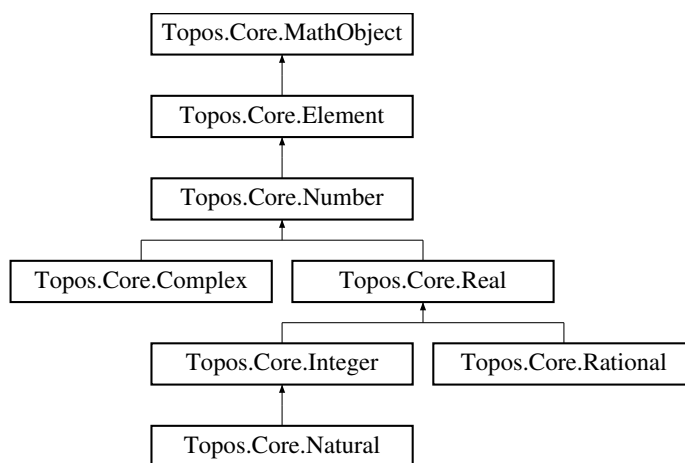 Topos.Core.MathObject
Topos.Core.Element
Topos.Core.Number
Topos.Core.Complex
Topos.Core.Real
Topos.Core.Integer
Topos.Core.Rational
Topos.Core.Natural